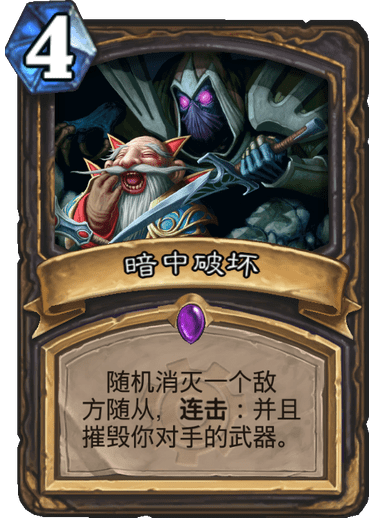 4
暗中破坏
随机消灭一个敌
方随从，连击：并且
摧毁你对手的武器。